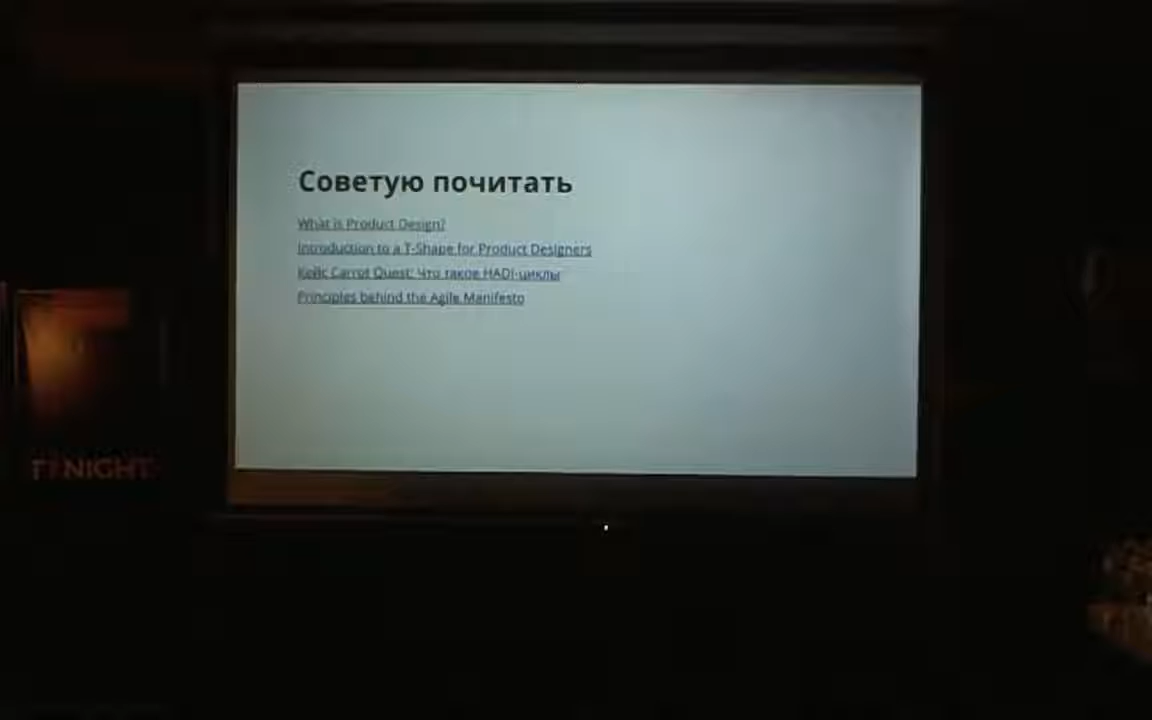 Советую почитать
What is Product Design?
Introduction to a T-Shape for Product Designers
Кейс Carrot Quest: Что такое HADI-циклы
Principles behind the Agile Manifesto
NIGHT